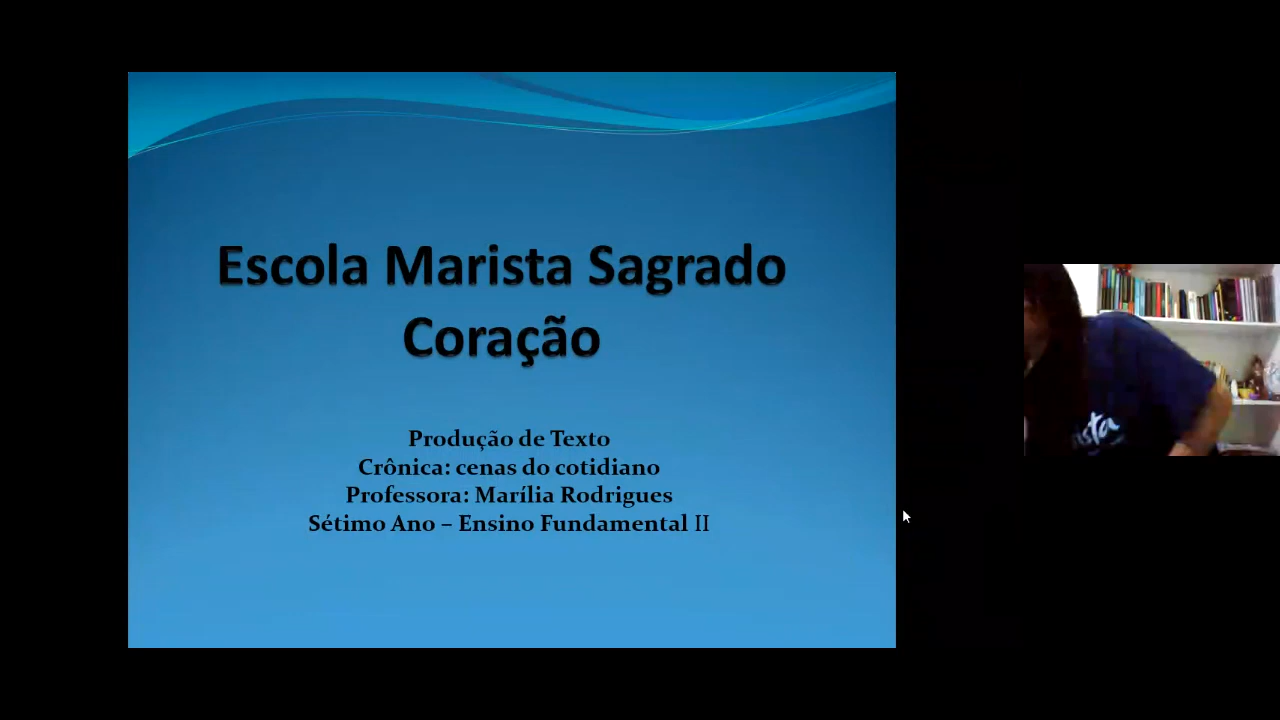 Escola Marista Sagrado
Coração
Produção de Texto
Crônica: cenas do cotidiano
Professora: Marília Rodrigues
Sétimo Ano – Ensino Fundamental II